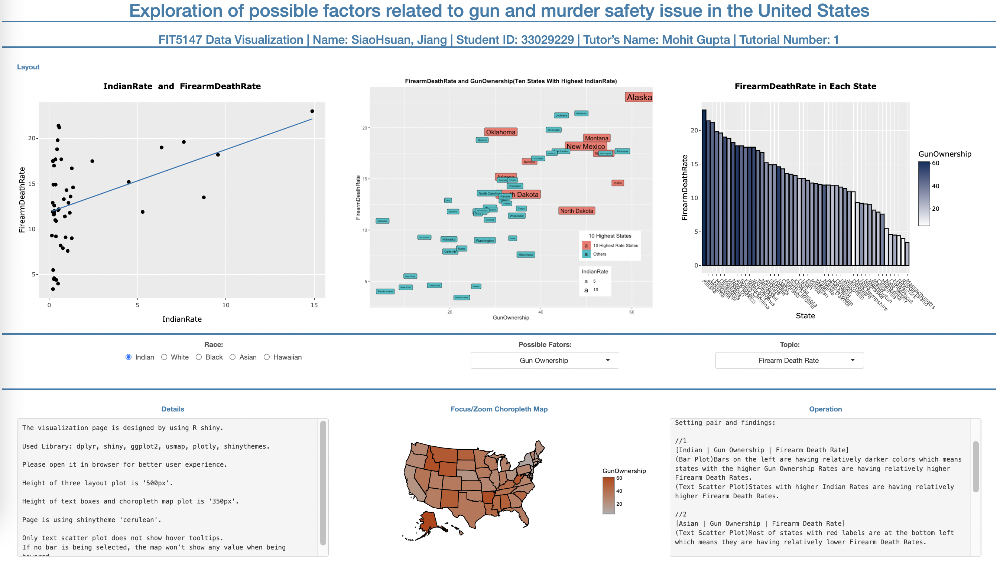 Exploration of possible factors related to gun and murder safety issue in the United States
FIT5147 Data Visualization | Name: SiaoHsuan, Jiang | Student ID: 33029229 | Tutor’s Name: Mohit Gupta | Tutorial Number: 1
Layout
IndianRate and FirearmDeathRate
FirearmDeathRate
20
15
10
5
0
5
10
15
IndianRate
FirearmDeathRate and GunOwnership(Ten States With Highest IndianRate)
FirearmDeathRate
20
15
10
5
Alaska
Alabama
Louisiana
Mississippi
Oklahoma
Missouri
Montana
New Mexico
Arkansas
West Virginia
Kentucky
Tennessee
Nevada
Arizona
Georgia
Indiana
Idaho
Colorado
North Carolina
Kansas
Florida
Ohio
Maryland
Texas
North Dakota
Pennsylvania
Wisconsin
Vermont
Delaware
New Hampshire
Nebraska
Washington
Iowa
Maine
California
Minnesota
New Jersey
New York
Connecticut
Hawaii
Rhode Island
Massachusetts
10 Highest States
a 10 Highest Rate States
a Others
IndianRate
a 5
a 10
20
40
60
GunOwnership
FirearmDeathRate in Each State
FirearmDeathRate
20
15
10
5
0
Alaska
Massachusetts
State
GunOwnership
60
40
20
Race:
Indian White Black Asian Hawaiian
Possible Fators:
Gun Ownership
Topic:
Firearm Death Rate
Details
The visualization page is designed by using R shiny.
Used Library: dplyr, shiny, ggplot2, usmap, plotly, shinythemes.
Please open it in browser for better user experience.
Height of three layout plot is '500px'.
Height of text boxes and choropleth map plot is '350px'.
Page is using shinytheme 'cerulean'.
Only text scatter plot does not show hover tooltips.
If no bar is being selected, the map won’t show any value when being
hovered
Focus/Zoom Choropleth Map
GunOwnership
60
40
20
Operation
Setting pair and findings:
//1
[Indian | Gun Ownership | Firearm Death Rate]
(Bar Plot)Bars on the left are having relatively darker colors which means
states with the higher Gun Ownership Rates are having relatively higher
Firearm Death Rates.
(Text Scatter Plot)States with higher Indian Rates are having relatively
higher Firearm Death Rates.
//2
[Asian | Gun Ownership | Firearm Death Rate]
(Text Scatter Plot)Most of states with red labels are at the bottom left
which means they are having relatively lower Firearm Death Rates.